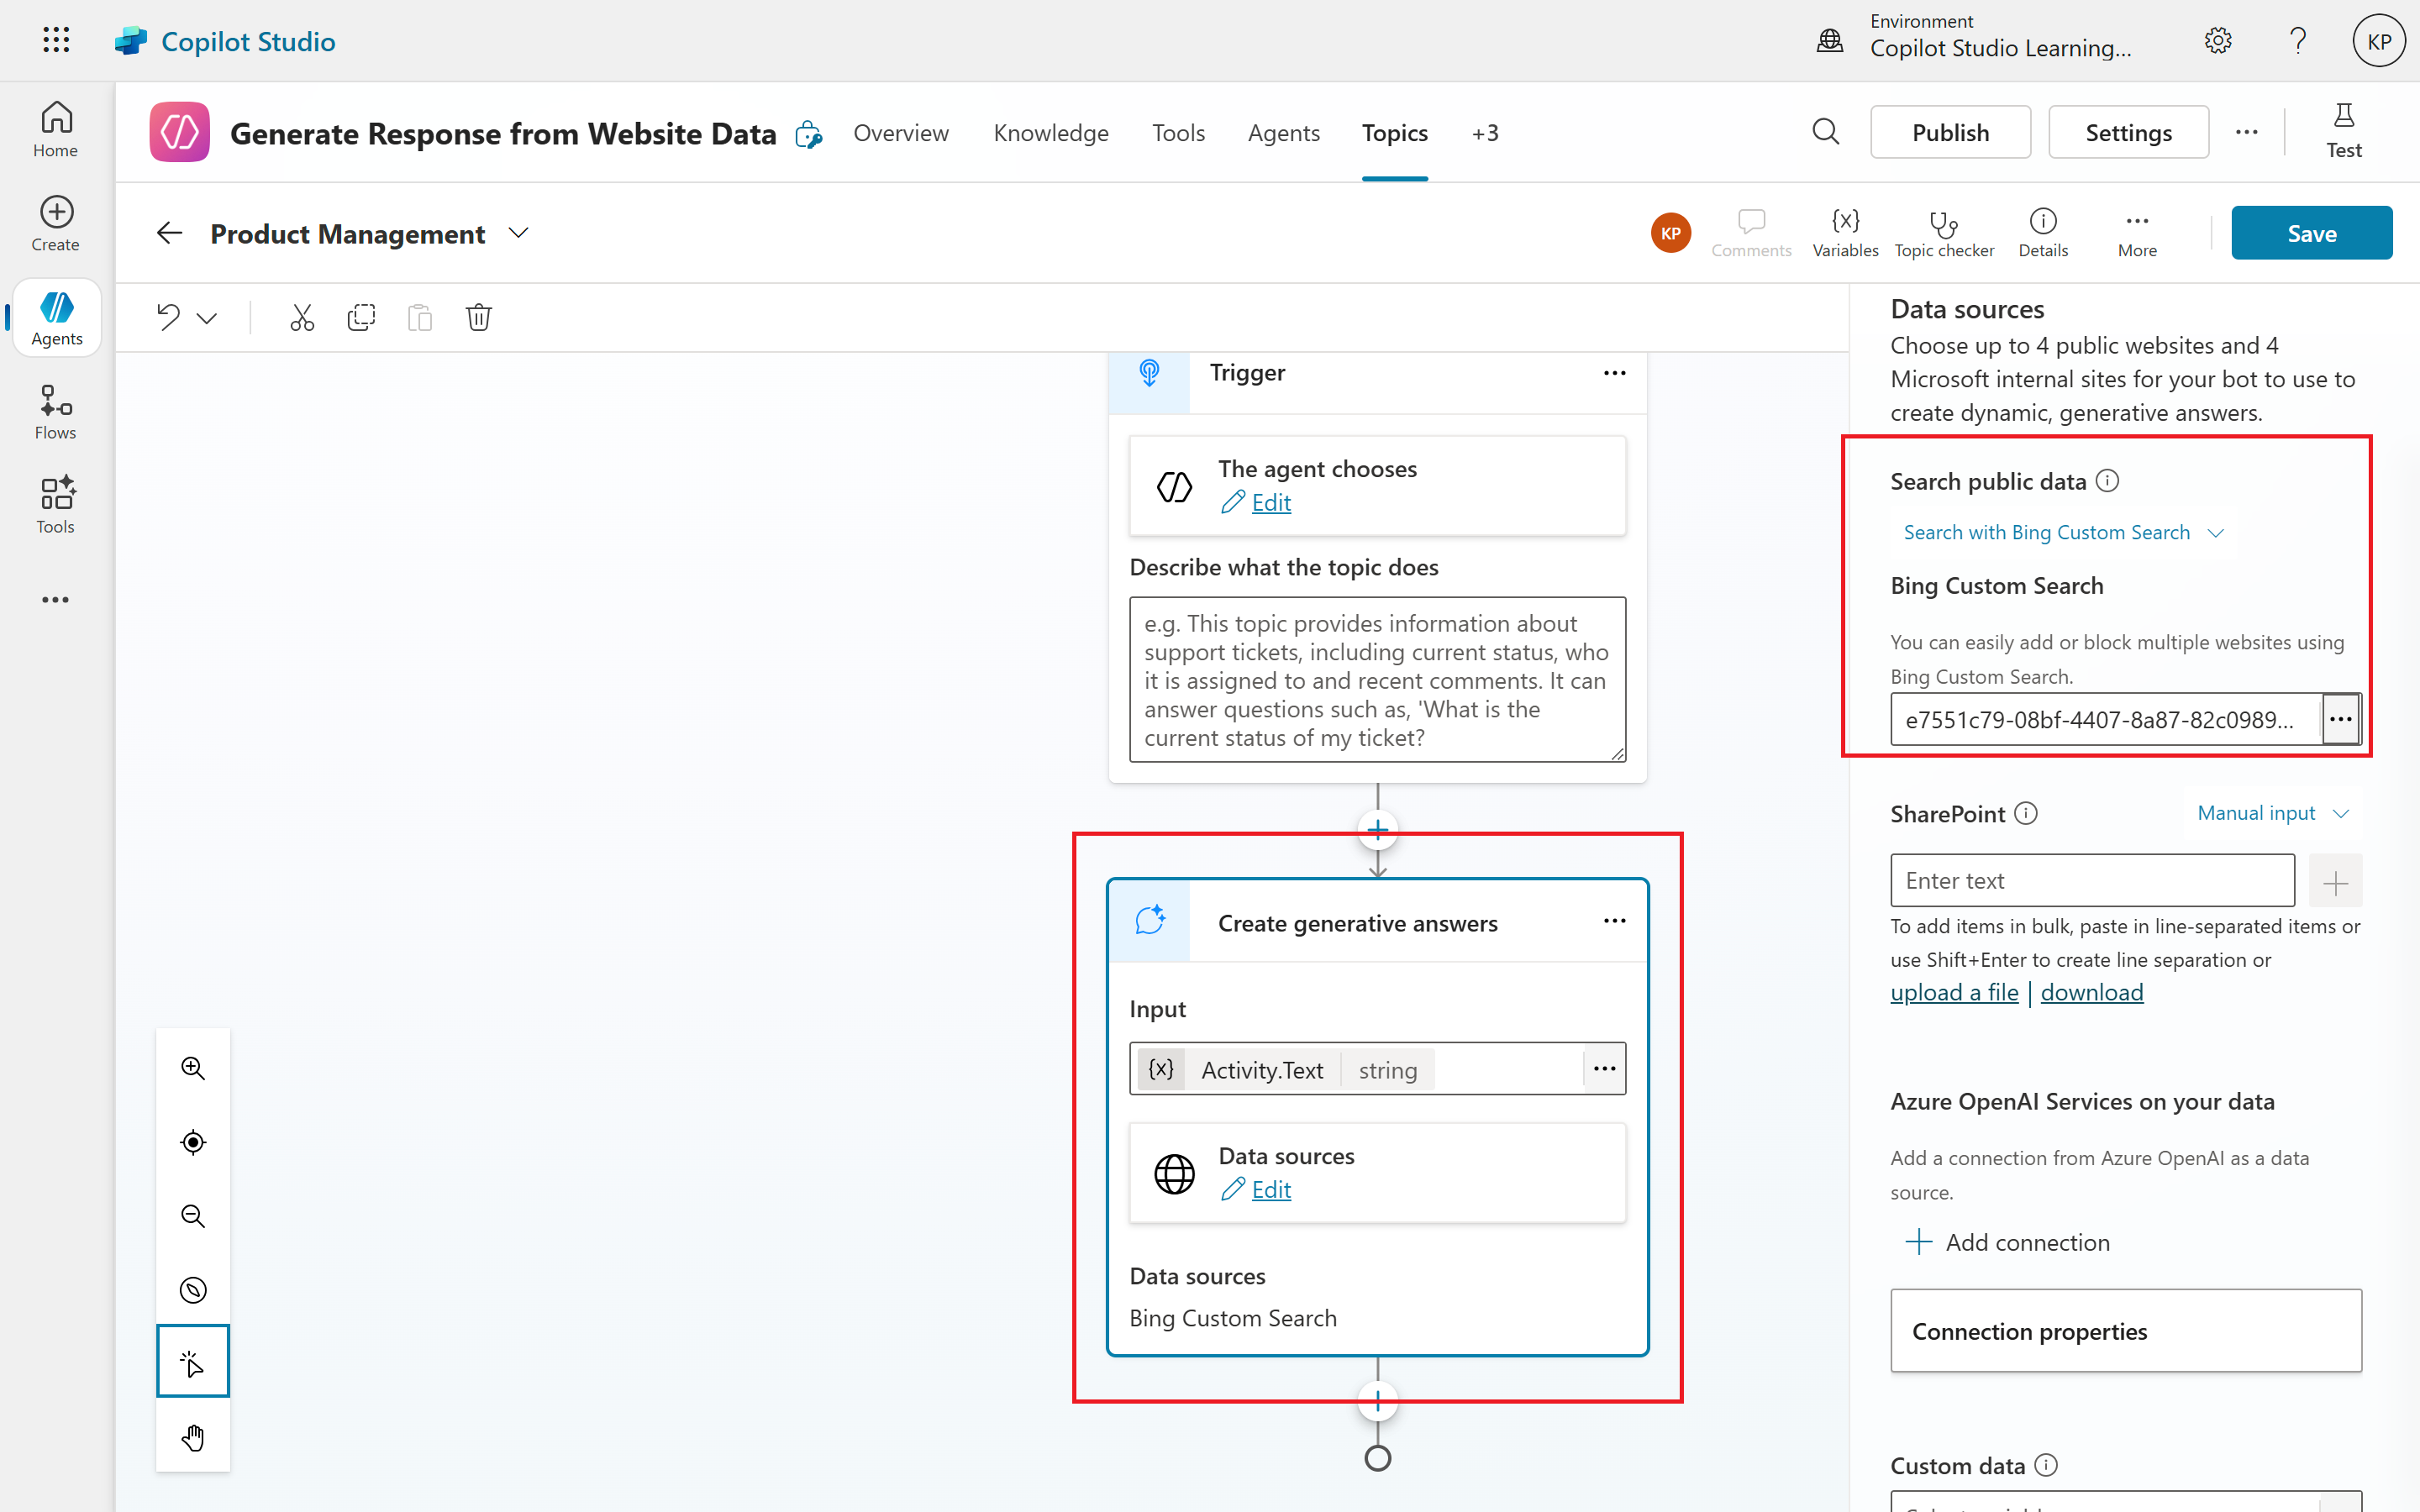 Copilot Studio
Environment
Copilot Studio Learning...
KP
Home
Create
Agents
Flows
Tools
Generate Response from Website Data
Overview
Knowledge
Tools
Agents
Topics
+3
Publish
Settings
Test
Product Management
KP
Comments
Variables
Topic checker
Details
More
Save
Trigger
The agent chooses
Edit
Describe what the topic does
e.g. This topic provides information about
support tickets, including current status, who
it is assigned to and recent comments. It can
answer questions such as, 'What is the
current status of my ticket?
Create generative answers
Input
{x} Activity.Text string
Data sources
Edit
Data sources
Bing Custom Search
Data sources
Choose up to 4 public websites and 4
Microsoft internal sites for your bot to use to
create dynamic, generative answers.
Search public data
Search with Bing Custom Search
Bing Custom Search
You can easily add or block multiple websites using
Bing Custom Search.
e7551c79-08bf-4407-8a87-82c0989...
SharePoint
Manual input
Enter text
To add items in bulk, paste in line-separated items or
use Shift+Enter to create line separation or
upload a file | download
Azure OpenAI Services on your data
Add a connection from Azure OpenAI as a data
source.
Add connection
Connection properties
Custom data